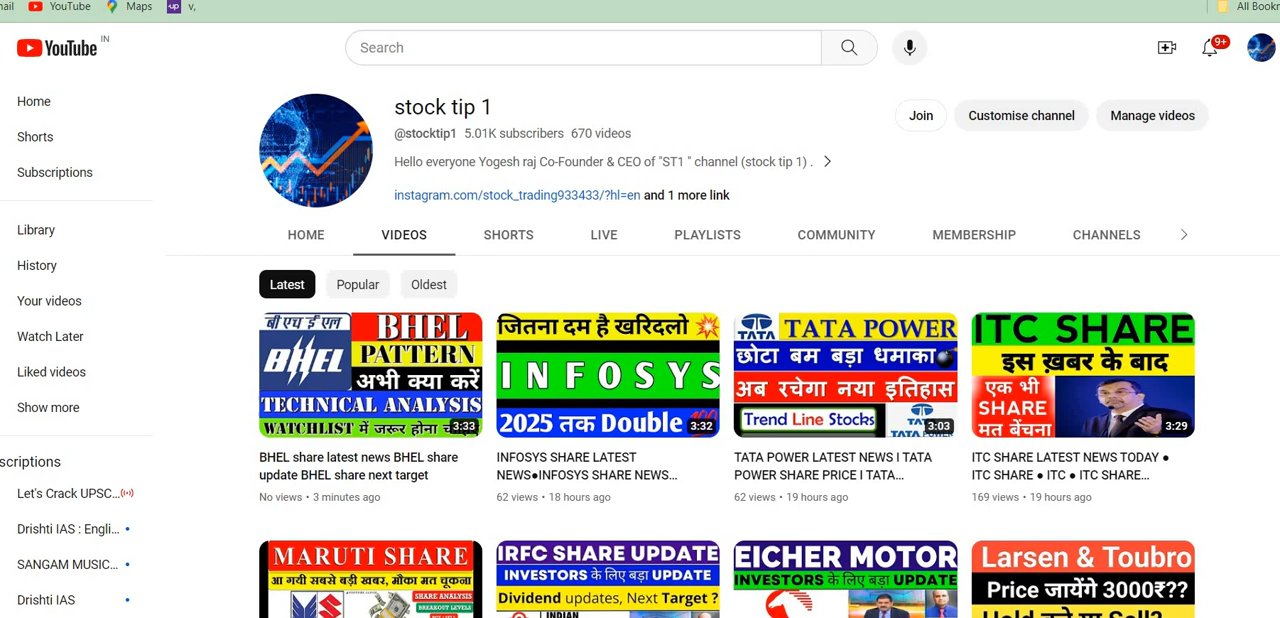 ail YouTube Maps up v, All Bookr
YouTube IN
Search
9+
Home
Shorts
Subscriptions
Library
History
Your videos
Watch Later
Liked videos
Show more
scriptions
Let's Crack UPSC...
Drishti IAS : Engli...
SANGAM MUSIC...
Drishti IAS
stock tip 1
@stocktip1 5.01K subscribers 670 videos
Hello everyone Yogesh raj Co-Founder & CEO of "ST1 " channel (stock tip 1) .
instagram.com/stock_trading933433/?hl=en and 1 more link
Join
Customise channel
Manage videos
HOME VIDEOS SHORTS LIVE PLAYLISTS COMMUNITY MEMBERSHIP CHANNELS
Latest Popular Oldest
बी एच ई एल
BHEL
BHEL
PATTERN
अभी क्या करें
TECHNICAL ANALYSIS
WATCHLIST में जरूर होना
3:33
BHEL share latest news BHEL share
update BHEL share next target
No views • 3 minutes ago
जितना दम है खरिदलो
INFOSYS
2025 तक Double 100
3:32
INFOSYS SHARE LATEST
NEWS●INFOSYS SHARE NEWS...
62 views • 18 hours ago
TATA
TATA POWER
छोटा बम बड़ा धमाका
अब रचेगा नया इतिहास
Trend Line Stocks
TATA
3:03
TATA POWER LATEST NEWS I TATA
POWER SHARE PRICE I TATA...
62 views • 19 hours ago
ITC SHARE
इस ख़बर के बाद
एक भी
SHARE
मत बेंचना
3:29
ITC SHARE LATEST NEWS TODAY ●
ITC SHARE ● ITC ● ITC SHARE...
169 views • 19 hours ago
MARUTI SHARE
आ गयी सबसे बड़ी खबर, मौका मत चूकना
SHARE ANALYSIS
BREAKOUT LEVELS
IRFC SHARE UPDATE
INVESTORS के लिए बड़ा UPDATE
Dividend updates, Next Target ?
INDIAN
EICHER MOTOR
INVESTORS के लिए बड़ा UPDATE
Larsen & Toubro
Price जायेंगे 3000₹??